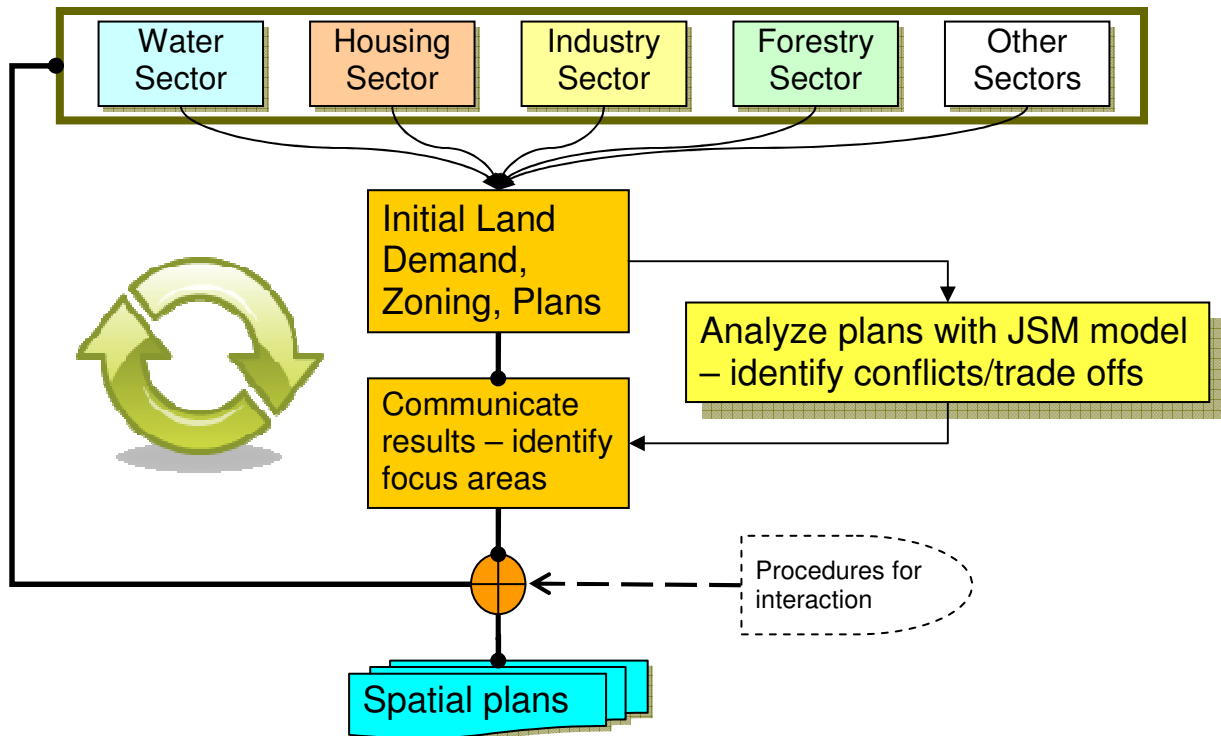 Water
Sector
Housing
Sector
Industry
Sector
Forestry
Sector
Other
Sectors
Initial Land
Demand,
Zoning, Plans
Analyze plans with JSM model
– identify conflicts/trade offs
Communicate
results – identify
focus areas
Procedures for
interaction
Spatial plans